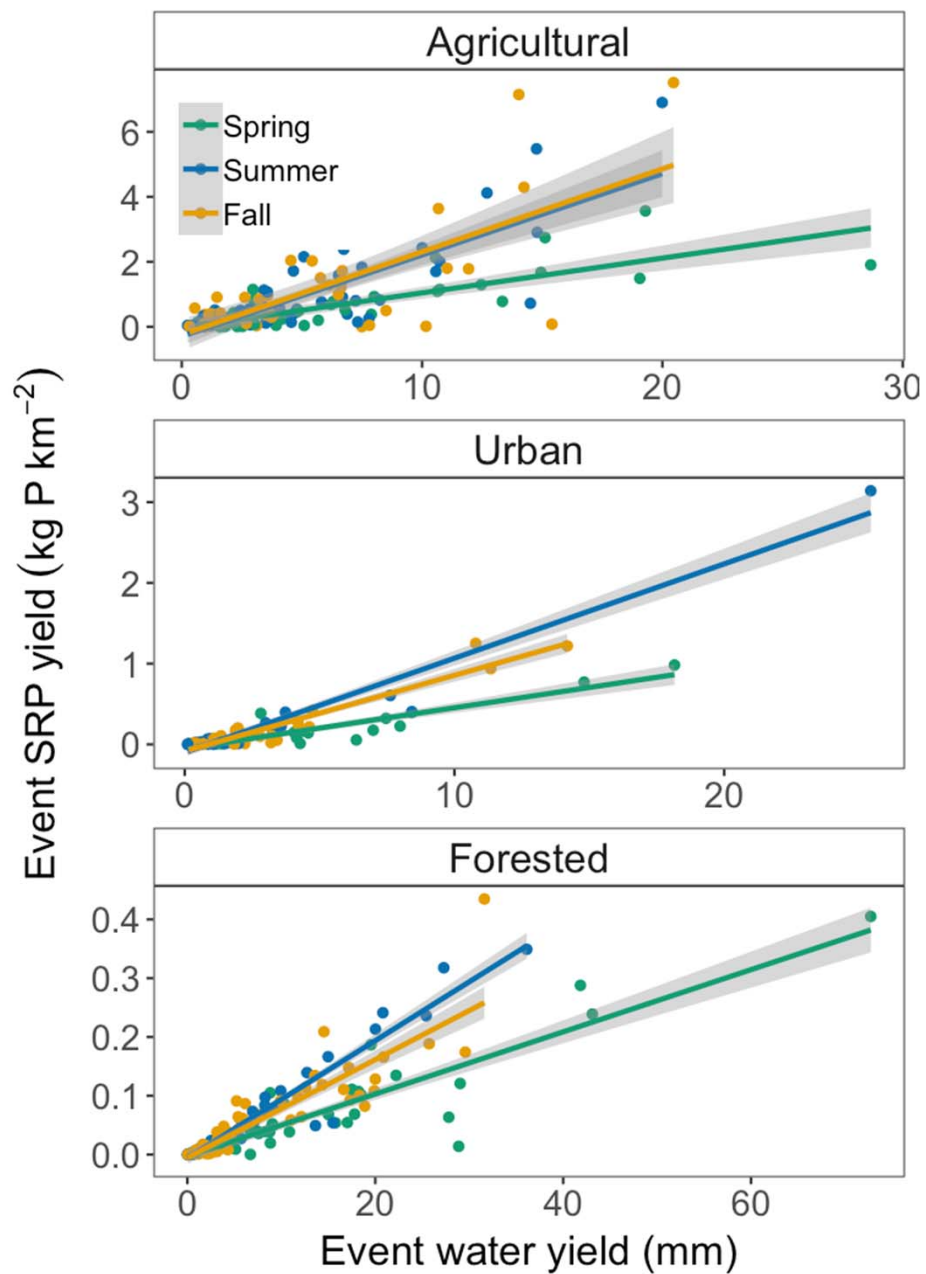 Agricultural
Spring
Summer
Fall
6
4
2
0
0 10 20 30
Urban
3
2
1
0
0 10 20
Forested
0.4
0.3
0.2
0.1
0.0
0 20 40 60
Event SRP yield (kg P km⁻²)
Event water yield (mm)